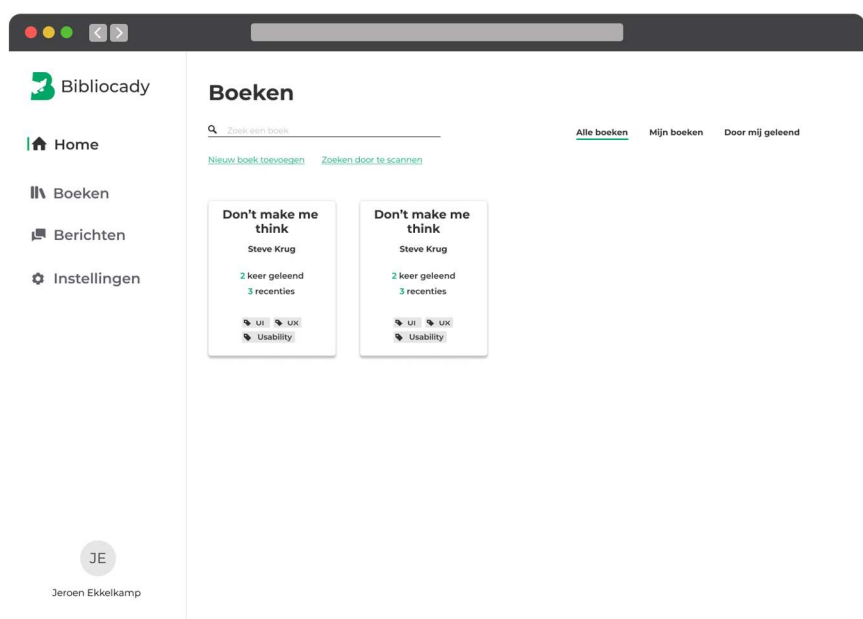 Bibliocady
Home
Boeken
Berichten
Instellingen
JE
Jeroen Ekkelkamp
Boeken
Zoek een boek
Nieuw boek toevoegen Zoeken door te scannen
Alle boeken Mijn boeken Door mij geleend
Don't make me
think
Steve Krug
2 keer geleend
3 recenties
UI UX
Usability
Don't make me
think
Steve Krug
2 keer geleend
3 recenties
UI UX
Usability